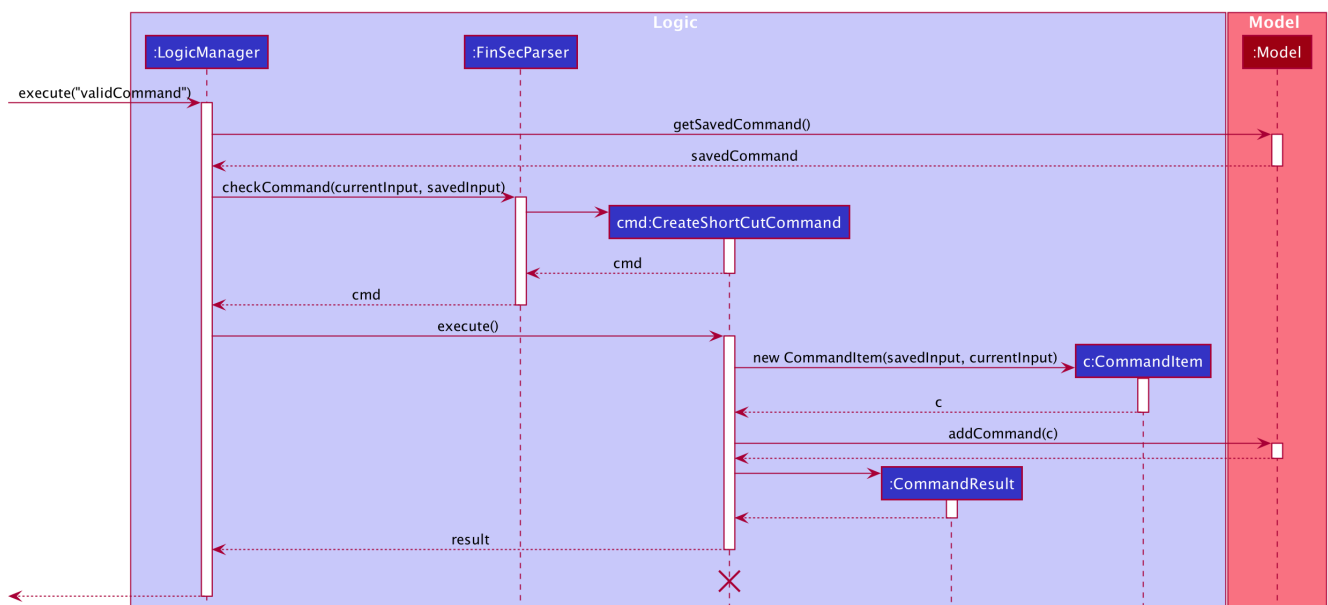 Logic
Model
:LogicManager
:FinSecParser
:Model
execute("validCommand")
getSavedCommand()
savedCommand
checkCommand(currentInput, savedInput)
cmd:CreateShortCutCommand
cmd
cmd
execute()
new CommandItem(savedInput, currentInput)
c:CommandItem
c
addCommand(c)
:CommandResult
result